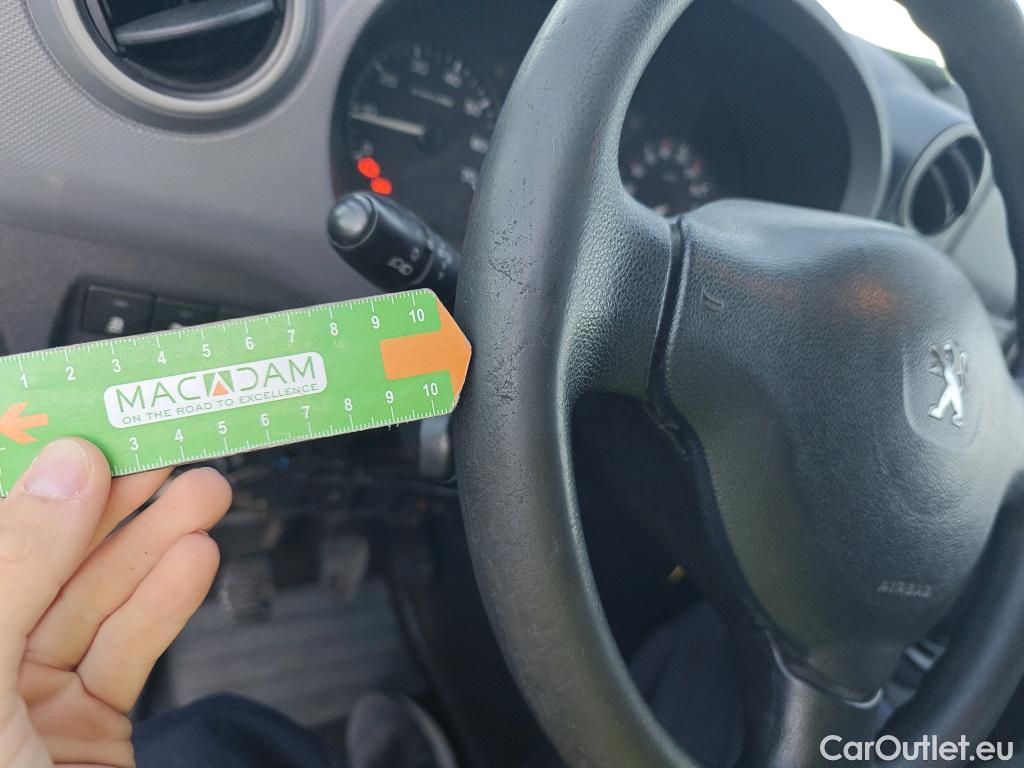 1 2 3 4 5 6 7 8 9 10
MACADAM
ON THE ROAD TO EXCELLENCE
3 4 5 6 7 8 9 10
AIRBAG
CarOutlet.eu